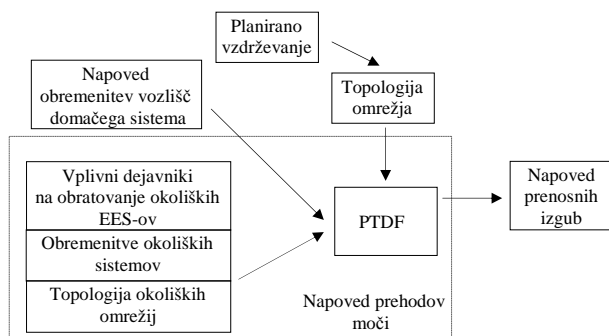 Planirano
vzdrževanje
Napoved
obremenitev vozlišč
domačega sistema
Topologija
omrežja
Vplivni dejavniki
na obratovanje okoliških
EES-ov
Obremenitve okoliških
sistemov
Topologija okoliških
omrežij
PTDF
Napoved
prenosnih
izgub
Napoved prehodov
moči